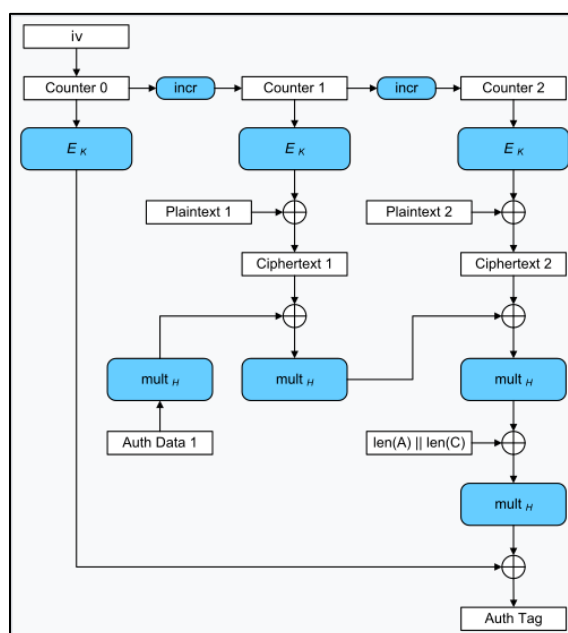 iv
Counter 0
incr
Counter 1
incr
Counter 2
E K
E K
E K
Plaintext 1
Plaintext 2
Ciphertext 1
Ciphertext 2
mult H
mult H
mult H
Auth Data 1
len(A) || len(C)
mult H
Auth Tag